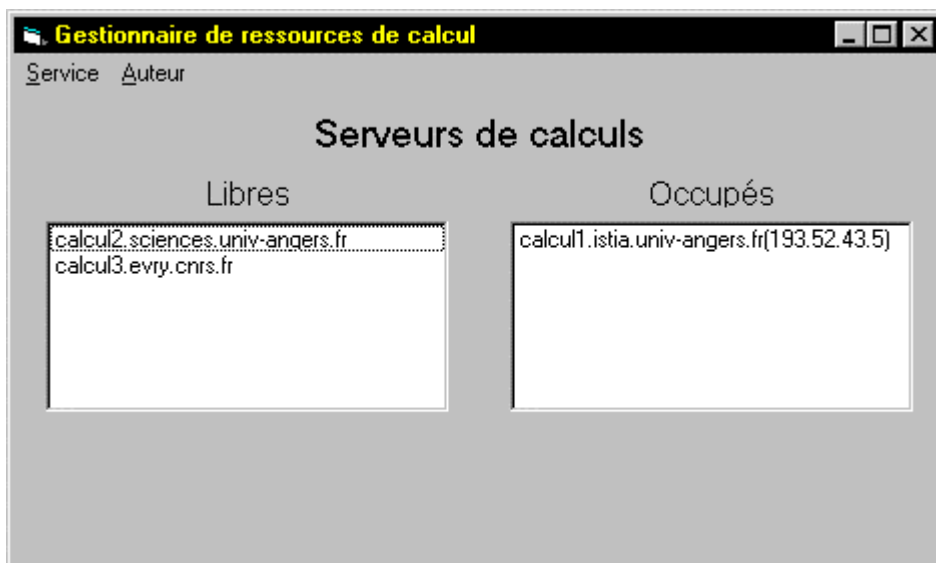 Gestionnaire de ressources de calcul
Service Auteur
Serveurs de calculs
Libres
Occupés
calcul2.sciences.univ-angers.fr
calcul3.evry.cnrs.fr
calcul1.istia.univ-angers.fr(193.52.43.5)